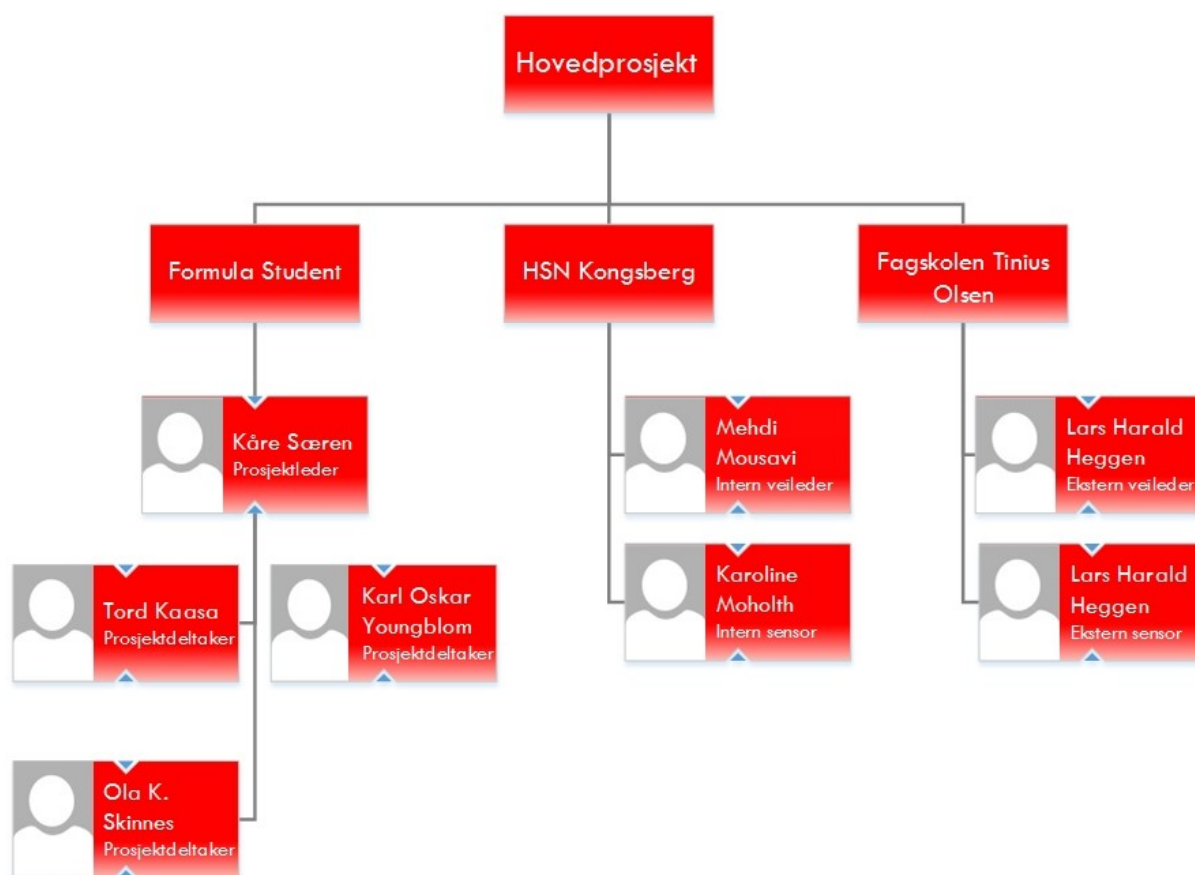 Hovedprosjekt
Formula Student
HSN Kongsberg
Fagskolen Tinius
Olsen
Kåre Særen
Prosjektleder
Mehdi
Mousavi
Intern veileder
Lars Harald
Heggen
Ekstern veileder
Tord Kaasa
Prosjektdeltaker
Karl Oskar
Youngblom
Prosjektdeltaker
Karoline
Moholth
Intern sensor
Lars Harald
Heggen
Ekstern sensor
Ola K.
Skinnes
Prosjektdeltaker